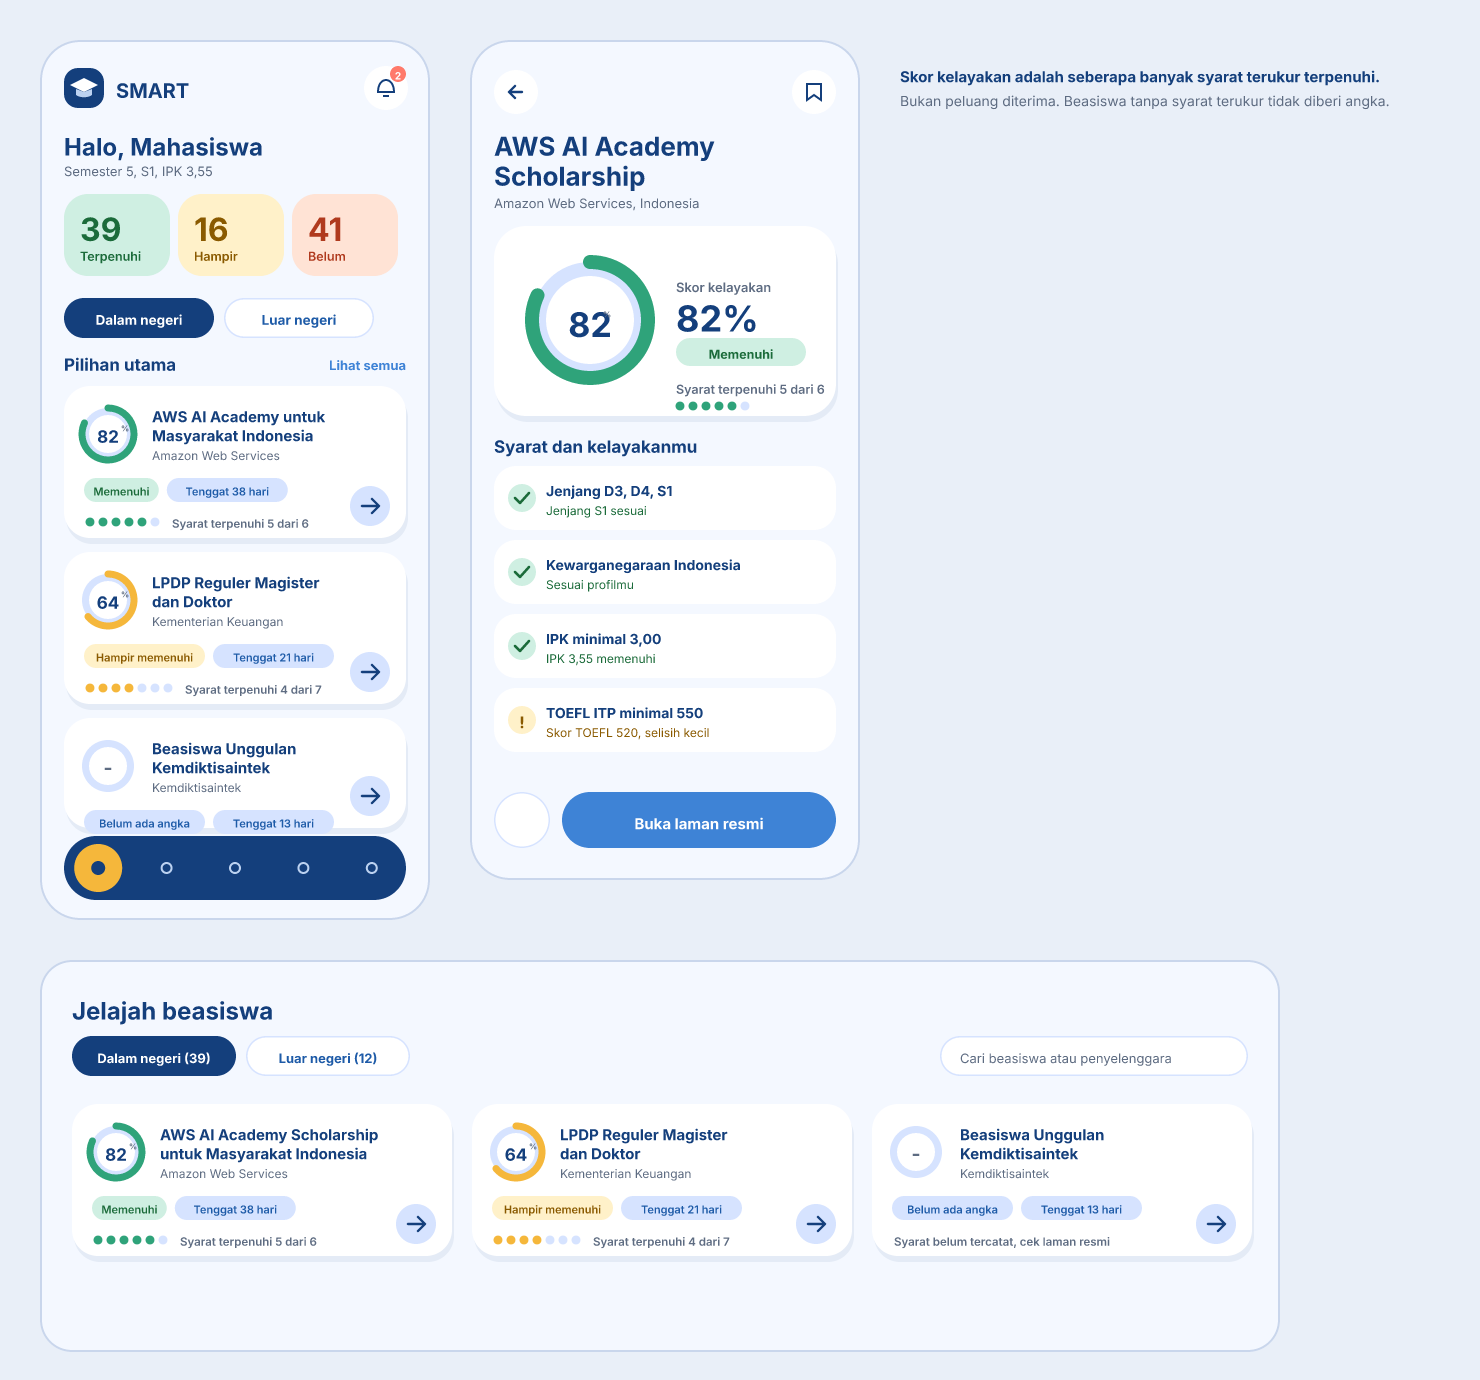 SMART
2
Halo, Mahasiswa
Semester 5, S1, IPK 3,55
39
Terpenuhi
16
Hampir
41
Belum
Dalam negeri
Luar negeri
Pilihan utama
Lihat semua
82%
AWS AI Academy untuk
Masyarakat Indonesia
Amazon Web Services
Memenuhi
Tenggat 38 hari
Syarat terpenuhi 5 dari 6
64%
LPDP Reguler Magister
dan Doktor
Kementerian Keuangan
Hampir memenuhi
Tenggat 21 hari
Syarat terpenuhi 4 dari 7
-
Beasiswa Unggulan
Kemdiktisaintek
Kemdiktisaintek
Belum ada angka
Tenggat 13 hari
AWS AI Academy
Scholarship
Amazon Web Services, Indonesia
82%
Skor kelayakan
82%
Memenuhi
Syarat terpenuhi 5 dari 6
Syarat dan kelayakanmu
Jenjang D3, D4, S1
Jenjang S1 sesuai
Kewarganegaraan Indonesia
Sesuai profilmu
IPK minimal 3,00
IPK 3,55 memenuhi
!
TOEFL ITP minimal 550
Skor TOEFL 520, selisih kecil
Buka laman resmi
Skor kelayakan adalah seberapa banyak syarat terukur terpenuhi.
Bukan peluang diterima. Beasiswa tanpa syarat terukur tidak diberi angka.
Jelajah beasiswa
Dalam negeri (39)
Luar negeri (12)
Cari beasiswa atau penyelenggara
82%
AWS AI Academy Scholarship
untuk Masyarakat Indonesia
Amazon Web Services
Memenuhi
Tenggat 38 hari
Syarat terpenuhi 5 dari 6
64%
LPDP Reguler Magister
dan Doktor
Kementerian Keuangan
Hampir memenuhi
Tenggat 21 hari
Syarat terpenuhi 4 dari 7
-
Beasiswa Unggulan
Kemdiktisaintek
Kemdiktisaintek
Belum ada angka
Tenggat 13 hari
Syarat belum tercatat, cek laman resmi